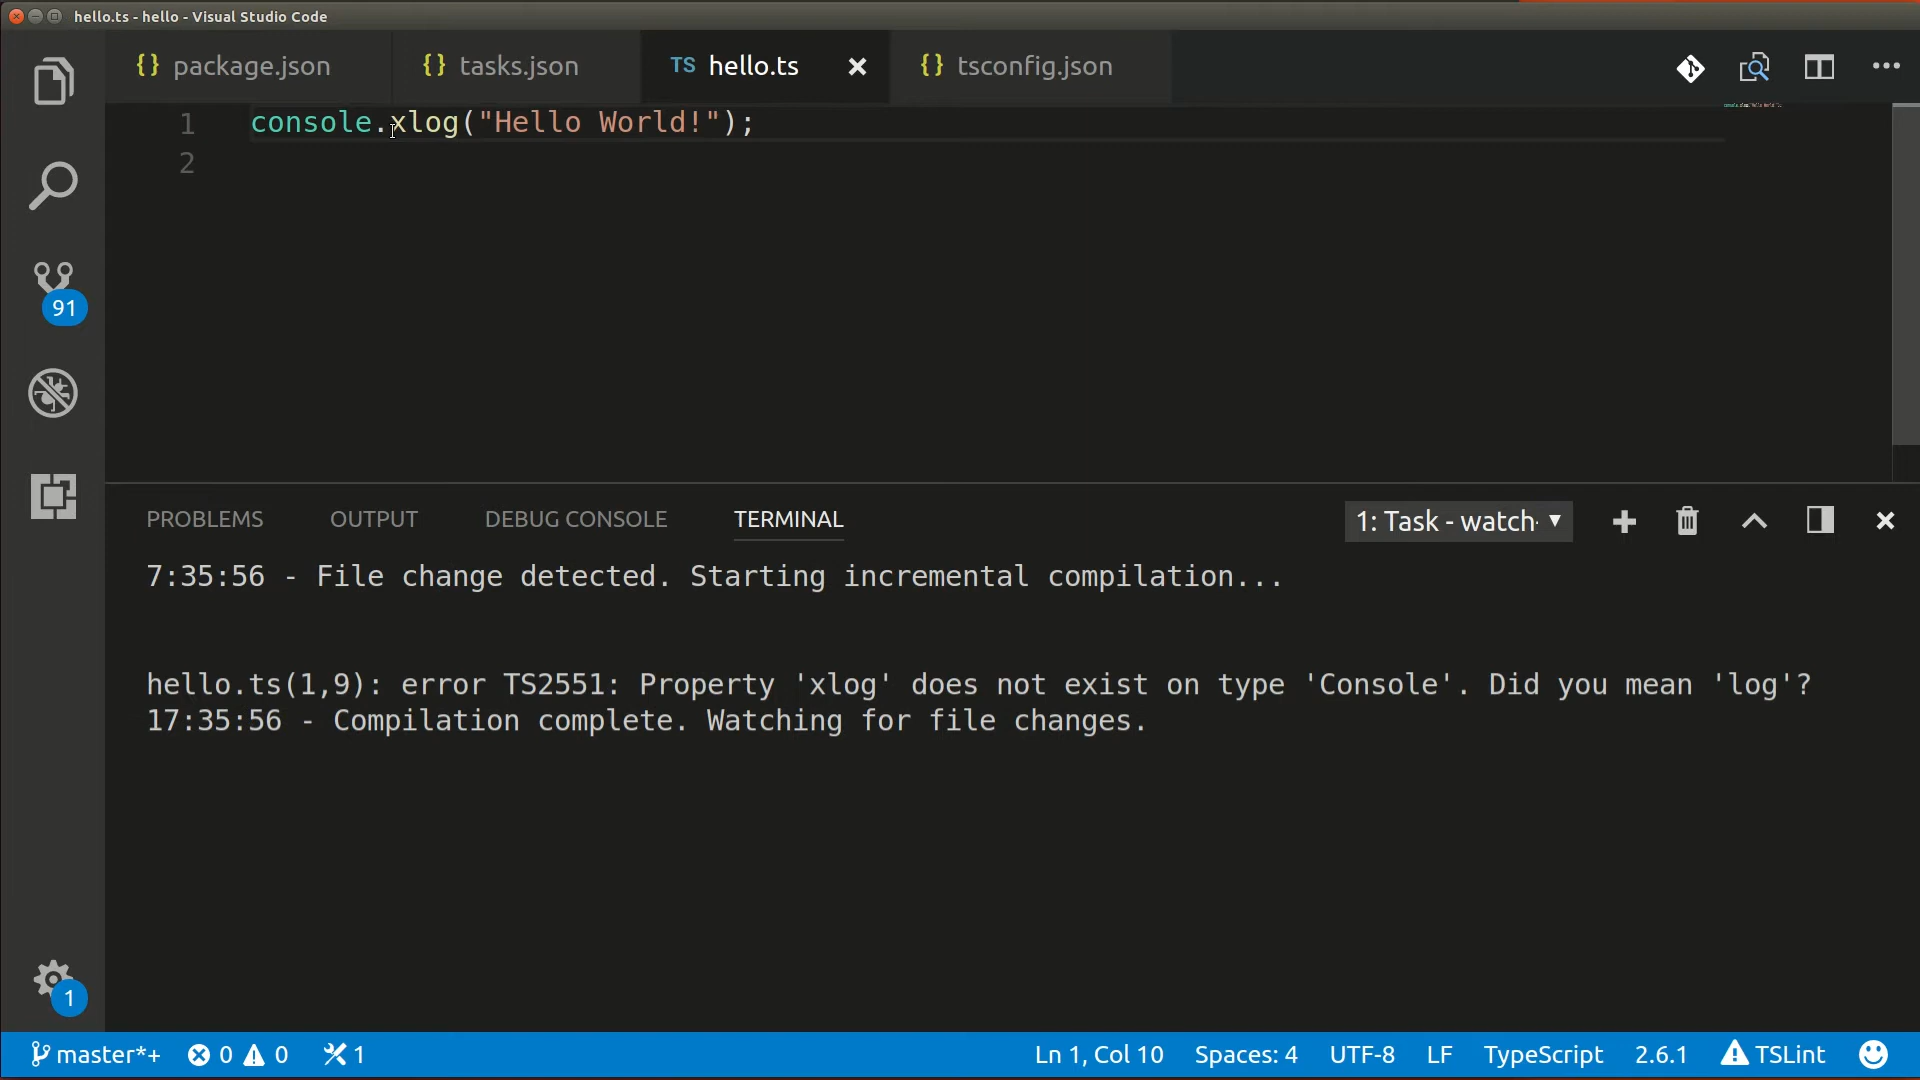 hello.ts - hello - Visual Studio Code
{} package.json {} tasks.json TS hello.ts × {} tsconfig.json
1 console.xlog("Hello World!");
2
91
PROBLEMS OUTPUT DEBUG CONSOLE TERMINAL 1: Task - watch-
7:35:56 - File change detected. Starting incremental compilation...
hello.ts(1,9): error TS2551: Property 'xlog' does not exist on type 'Console'. Did you mean 'log'?
17:35:56 - Compilation complete. Watching for file changes.
1
master*+ 0 0 1 Ln 1, Col 10 Spaces: 4 UTF-8 LF TypeScript 2.6.1 TSLint